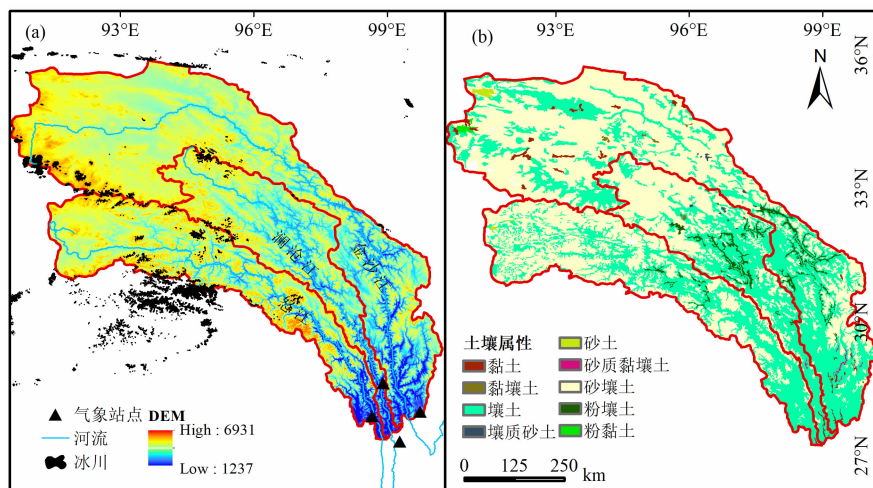 93°E 96°E 99°E 93°E 96°E 99°E
(a)
(b)
36°N
N
33°N
澜沧江
金沙江
怒江
30°N
土壤属性
砂土
黏土
砂质黏壤土
黏壤土
砂壤土
壤土
粉壤土
壤质砂土
粉黏土
气象站点
河流
冰川
DEM
High : 6931
Low : 1237
27°N
0 125 250
km